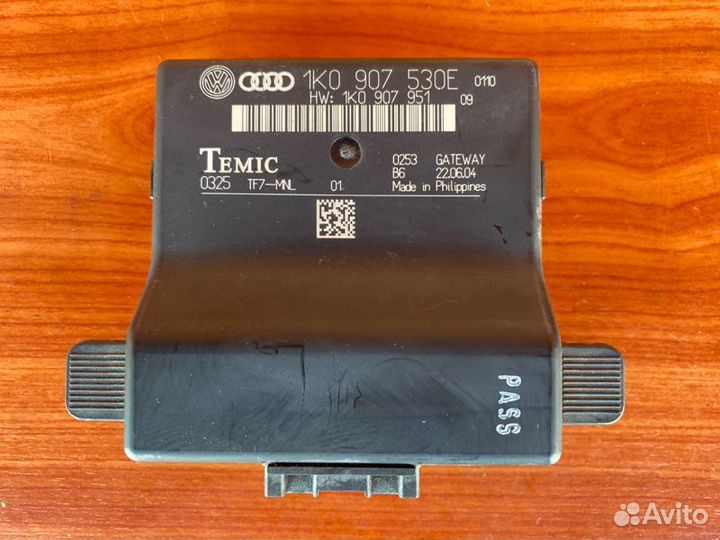 1K0 907 530E 0110
HW: 1K0 907 951 09
TEMIC
0253 GATEWAY
B6 22.06.04
0325 TF7-MNL 01 Made in Philippines
PASS
Avito